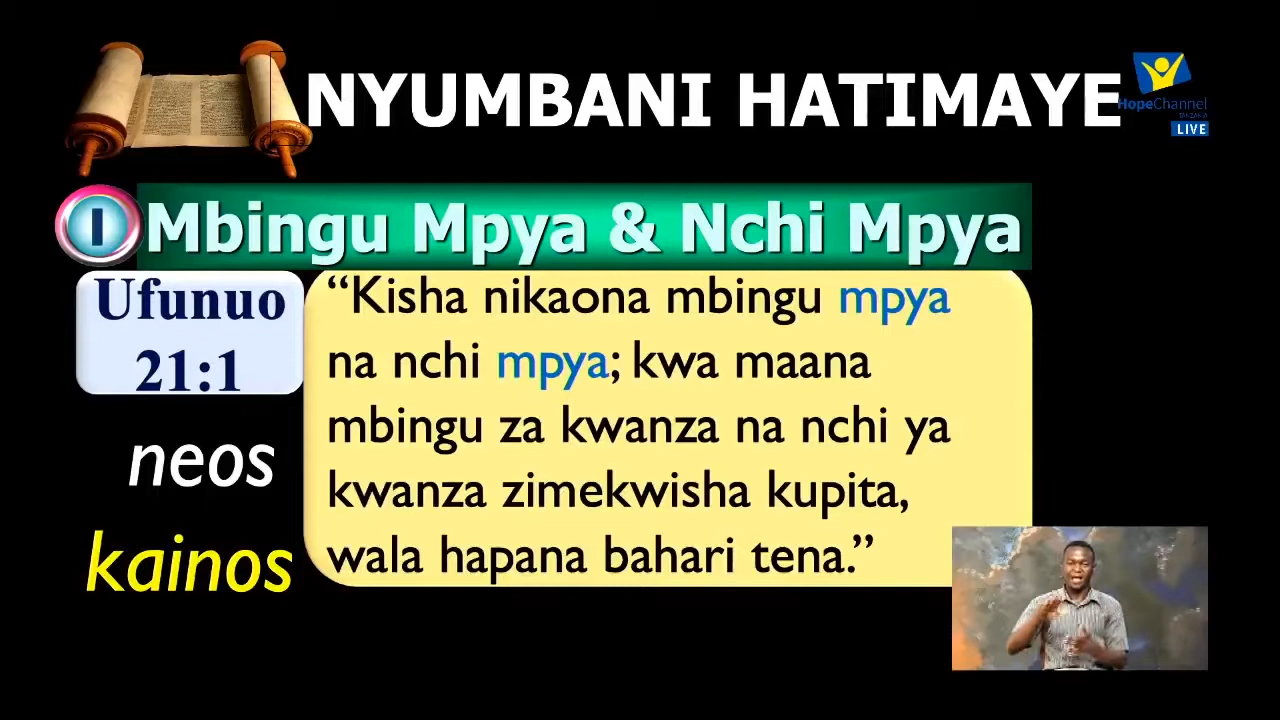 NYUMBANI HATIMAYE
HopeChannel
TANZANIA
LIVE
I Mbingu Mpya & Nchi Mpya
Ufunuo
21:1
neos
kainos
“Kisha nikaona mbingu mpya
na nchi mpya; kwa maana
mbingu za kwanza na nchi ya
kwanza zimekwisha kupita,
wala hapana bahari tena.”